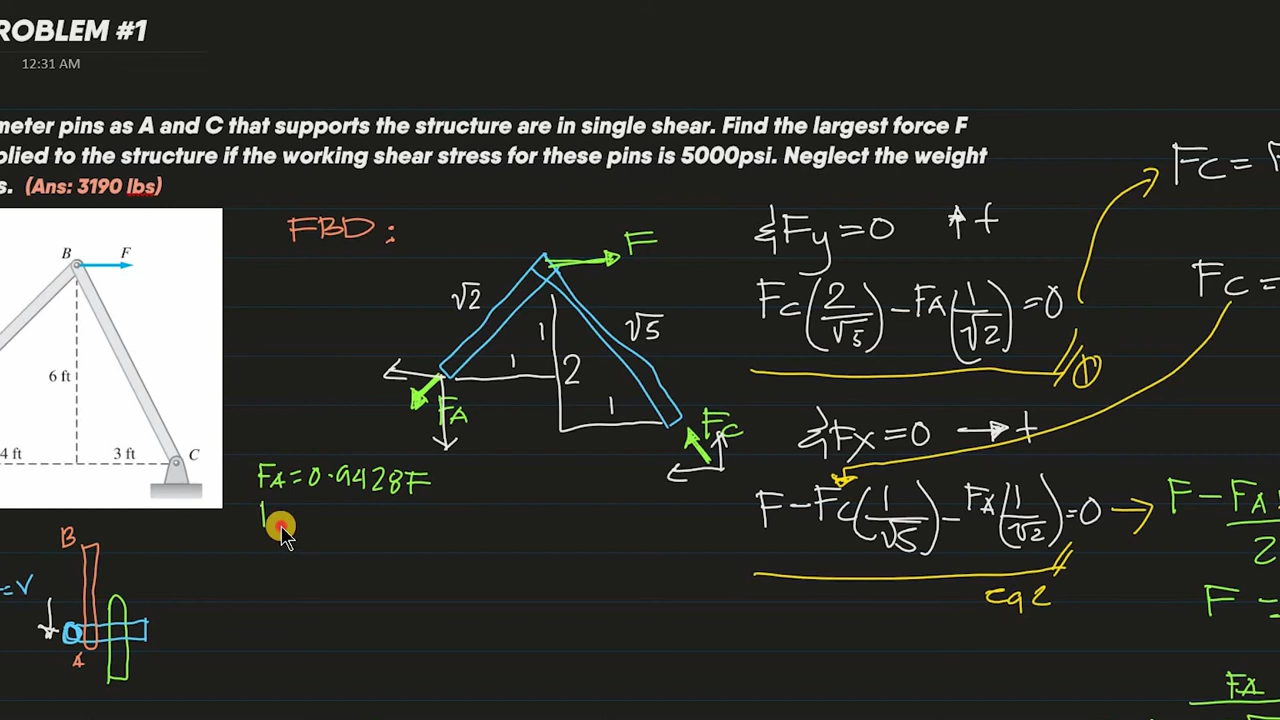 ROBLEM #1
12:31 AM
meter pins as A and C that supports the structure are in single shear. Find the largest force F
plied to the structure if the working shear stress for these pins is 5000psi. Neglect the weight
s. (Ans: 3190 lbs)
FBD:
B F
6 ft
4 ft 3 ft C
F
√2 √5
1
1 2
1
FA FC
FA=0.9428F
B
=V
A
ΣFy=0 ↑+
FC(2/√5)-FA(1/√2)=0
1
ΣFx=0 →+
F-FC(1/√5)-FA(1/√2)=0 →
eq2
FC= F
FC=
F-FA
2
F-
FA